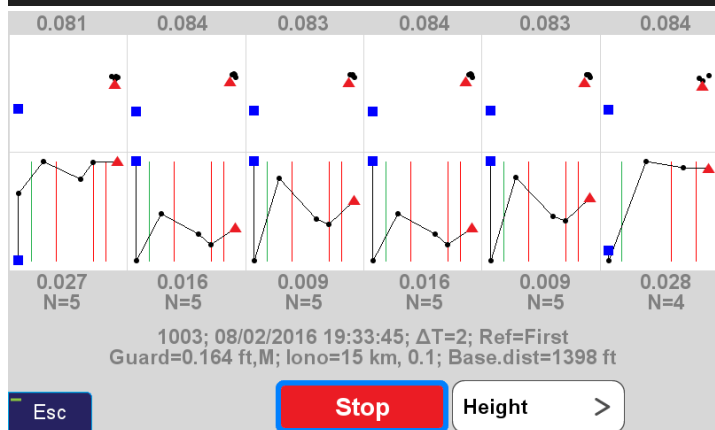 0.081 0.084 0.083 0.084 0.083 0.084
0.027 0.016 0.009 0.016 0.009 0.028
N=5 N=5 N=5 N=5 N=5 N=4
1003; 08/02/2016 19:33:45; ΔT=2; Ref=First
Guard=0.164 ft,M; Iono=15 km, 0.1; Base.dist=1398 ft
Esc Stop Height >